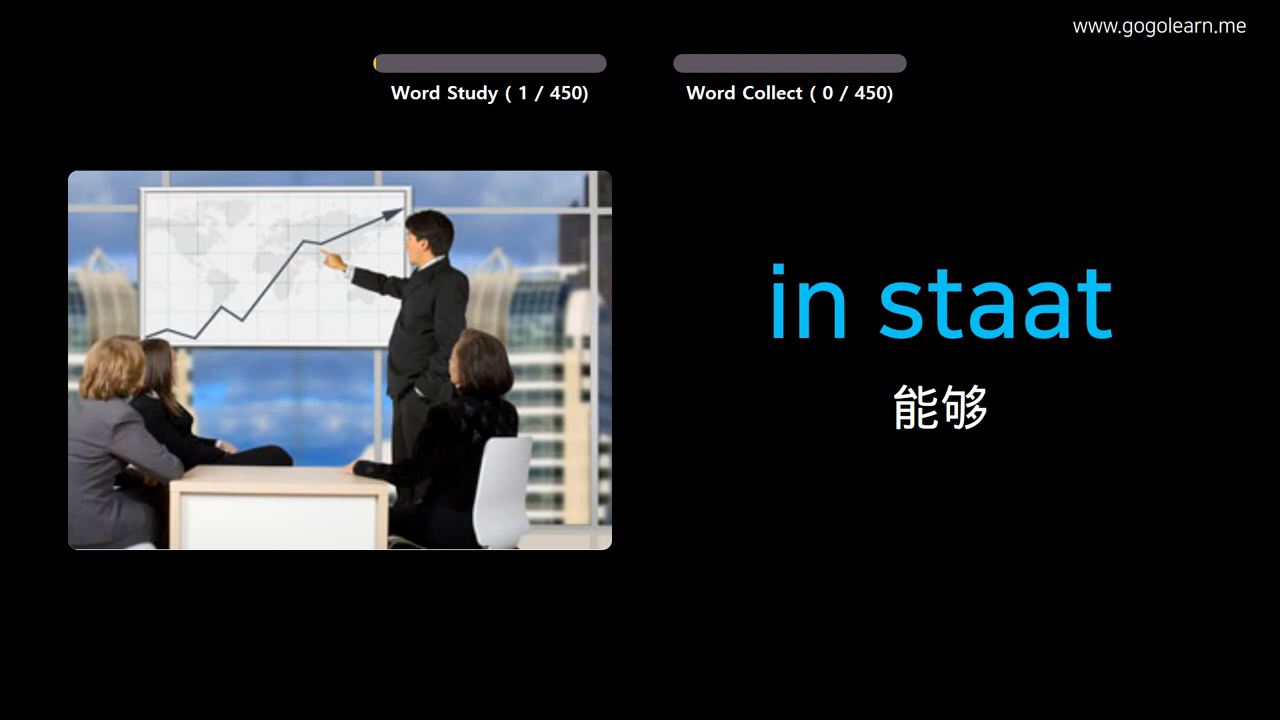 www.gogolearn.me
Word Study ( 1 / 450)
Word Collect ( 0 / 450)
in staat
能够